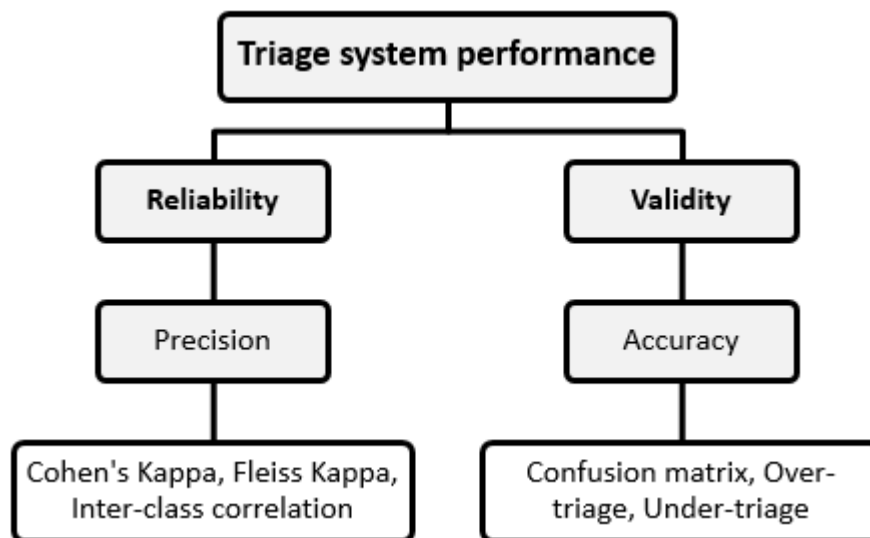 Triage system performance
Reliability
Validity
Precision
Accuracy
Cohen's Kappa, Fleiss Kappa,
Inter-class correlation
Confusion matrix, Over-
triage, Under-triage